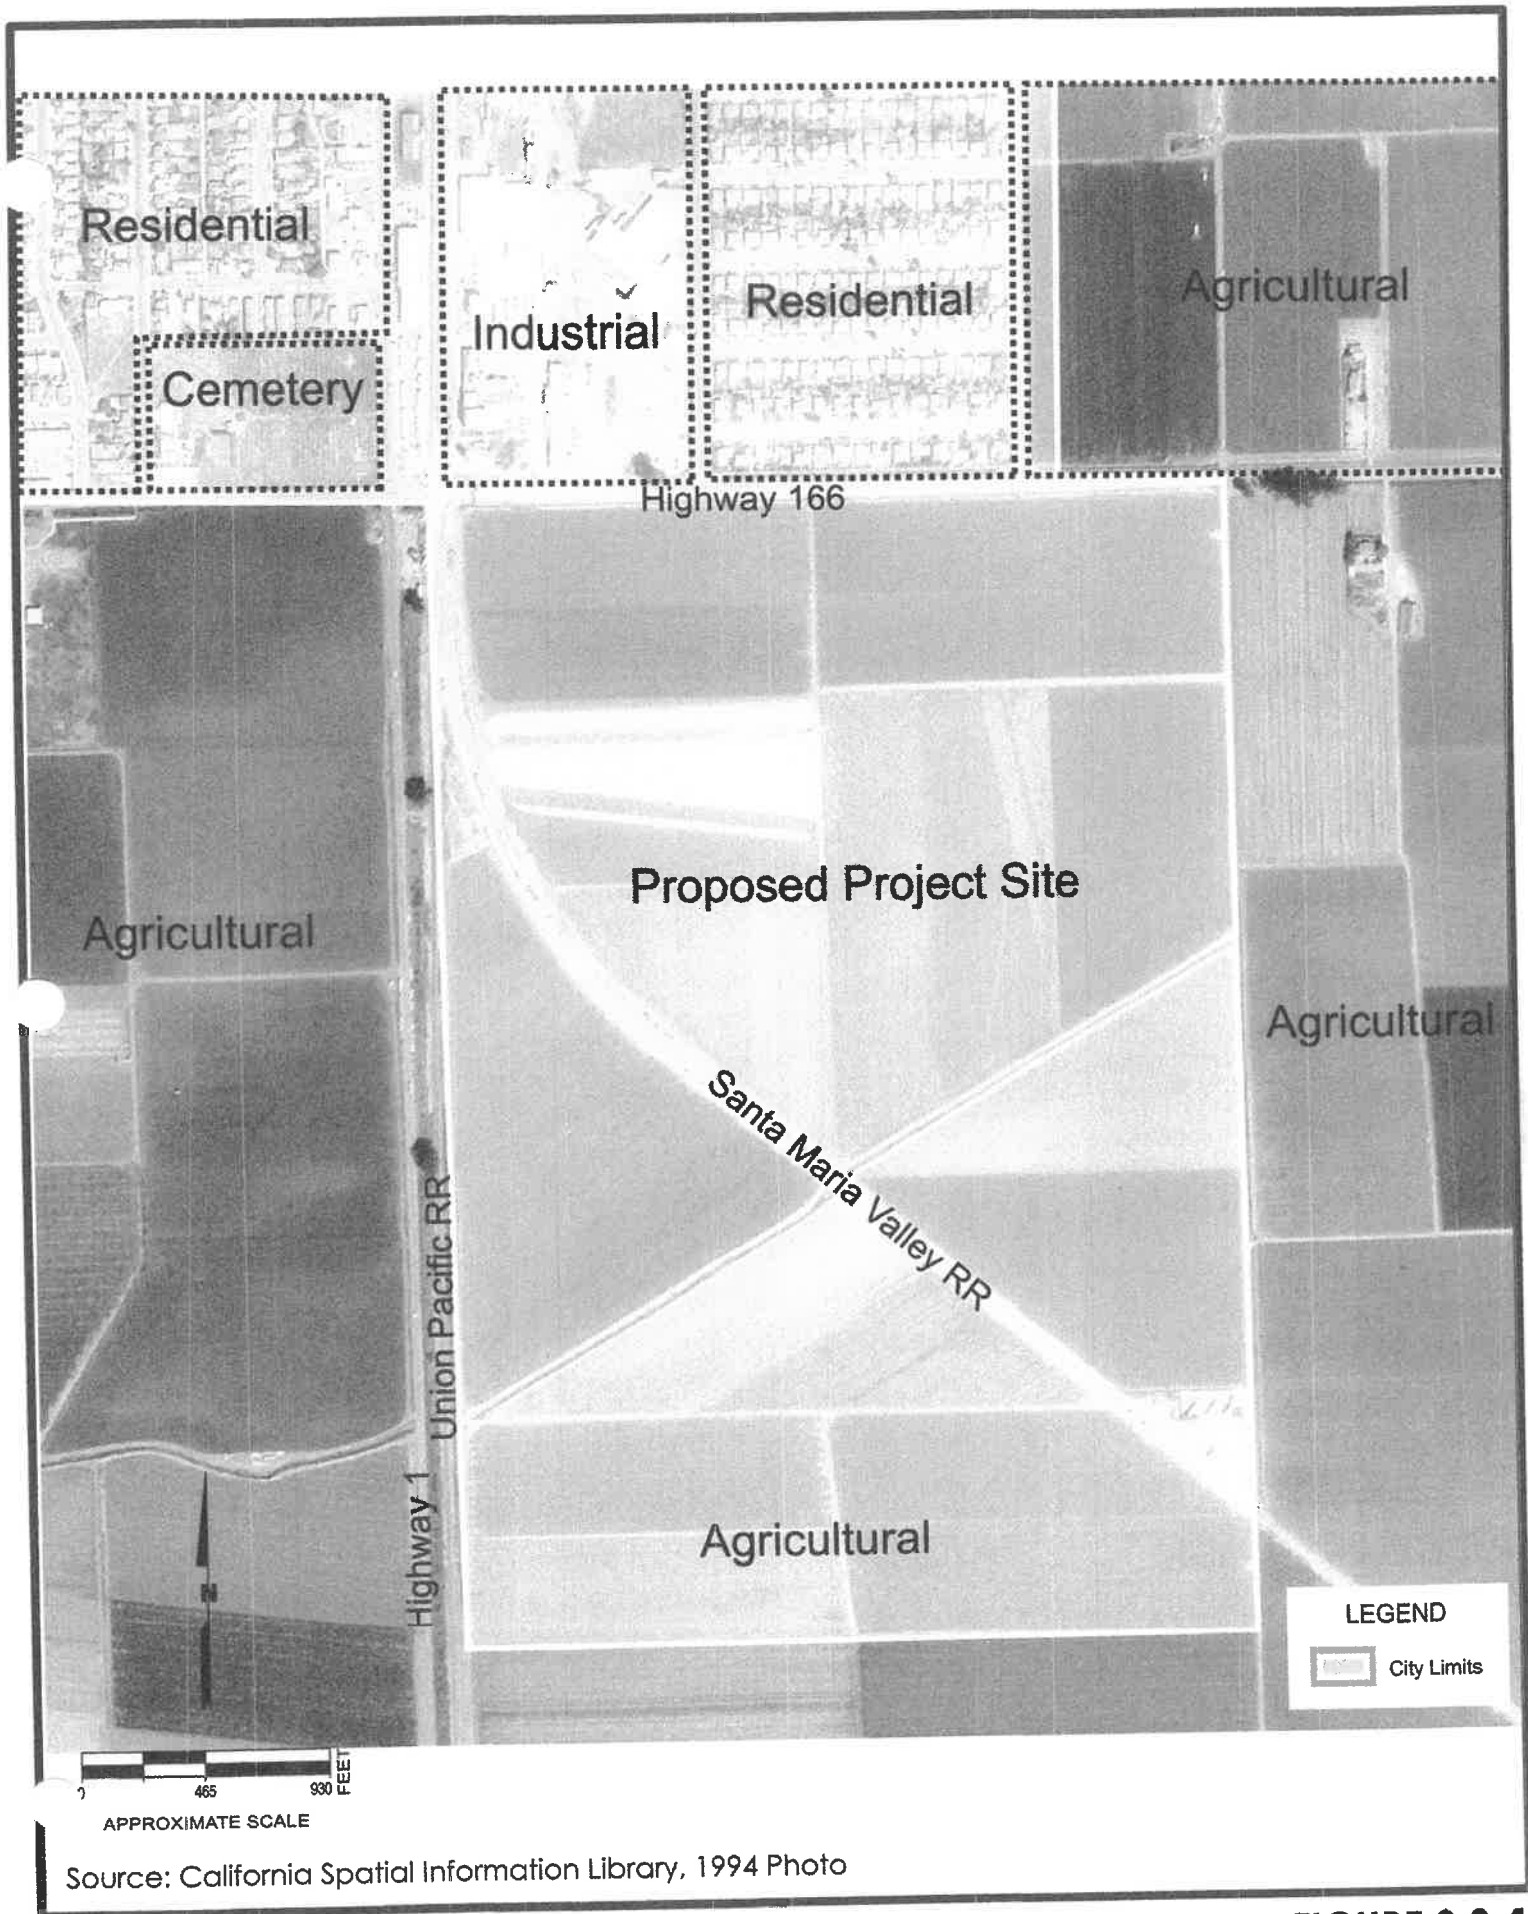 Residential
Cemetery
Industrial
Residential
Agricultural
Highway 166
Proposed Project Site
Agricultural
Agricultural
Santa Maria Valley RR
Union Pacific RR
Highway 1
Agricultural
N
LEGEND
City Limits
465
930
FEET
APPROXIMATE SCALE
Source: California Spatial Information Library, 1994 Photo